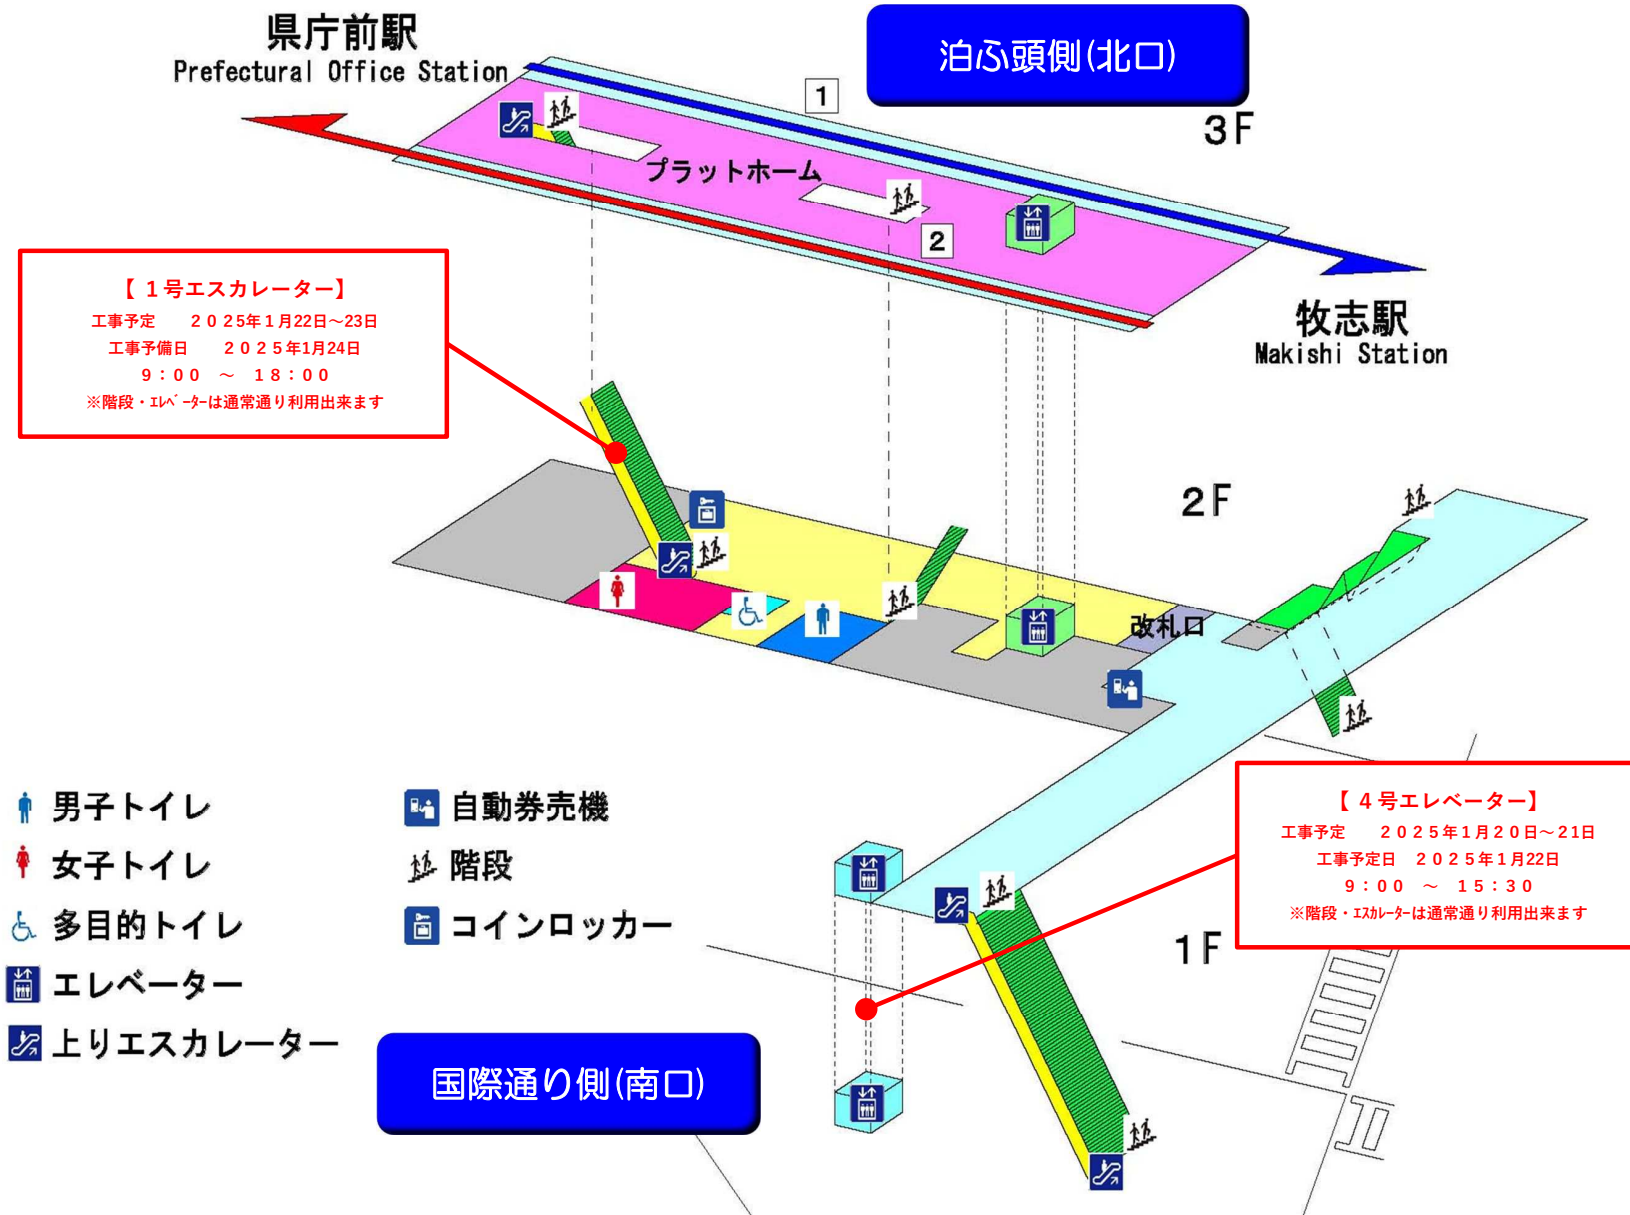 県庁前駅
Prefectural Office Station
泊ふ頭側(北口)
1
3F
プラットホーム
2
牧志駅
Makishi Station
【１号エスカレーター】
工事予定　２０２5年１月22日～23日
工事予備日　２０２５年1月24日
９：００　～　１８：００
※階段・ｴﾚﾍﾞｰﾀｰは通常通り利用出来ます
2F
改札口
【４号エレベーター】
工事予定　２０２５年１月２０日～２1日
工事予定日　２０２５年１月22日
９：００　～　１５：３０
※階段・ｴｽｶﾚｰﾀｰは通常通り利用出来ます
1F
男子トイレ
女子トイレ
多目的トイレ
エレベーター
上りエスカレーター
自動券売機
階段
コインロッカー
国際通り側(南口)